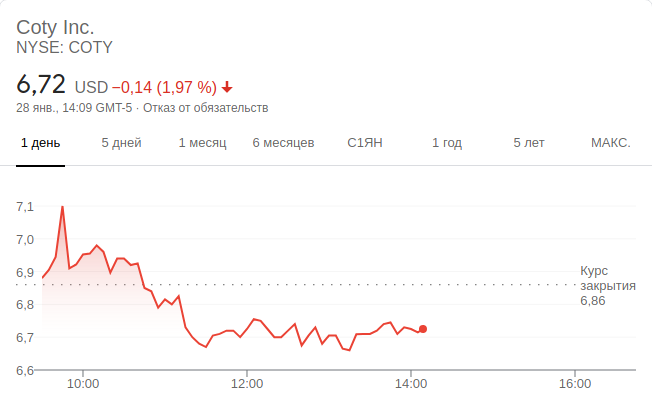 Coty Inc.
NYSE: COTY
6,72 USD −0,14 (1,97 %)
28 янв., 14:09 GMT-5 · Отказ от обязательств
1 день 5 дней 1 месяц 6 месяцев С1ЯН 1 год 5 лет МАКС.
7,1
7,0
6,9
6,8
6,7
6,6
Курс
закрытия
6,86
10:00 12:00 14:00 16:00